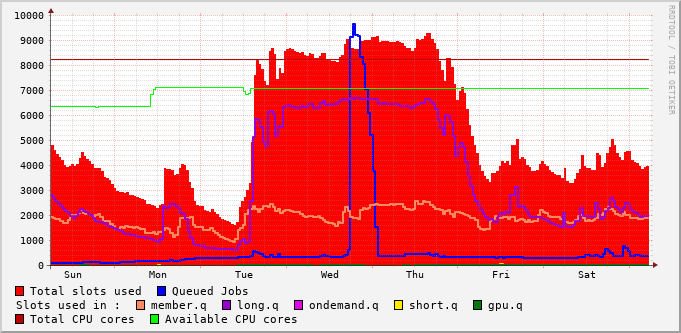 10000
9000
8000
7000
6000
5000
4000
3000
2000
1000
0
Sun Mon Tue Wed Thu Fri Sat
Total slots used Queued Jobs
Slots used in : member.q long.q ondemand.q short.q gpu.q
Total CPU cores Available CPU cores
RRDTOOL / TOBI OETIKER